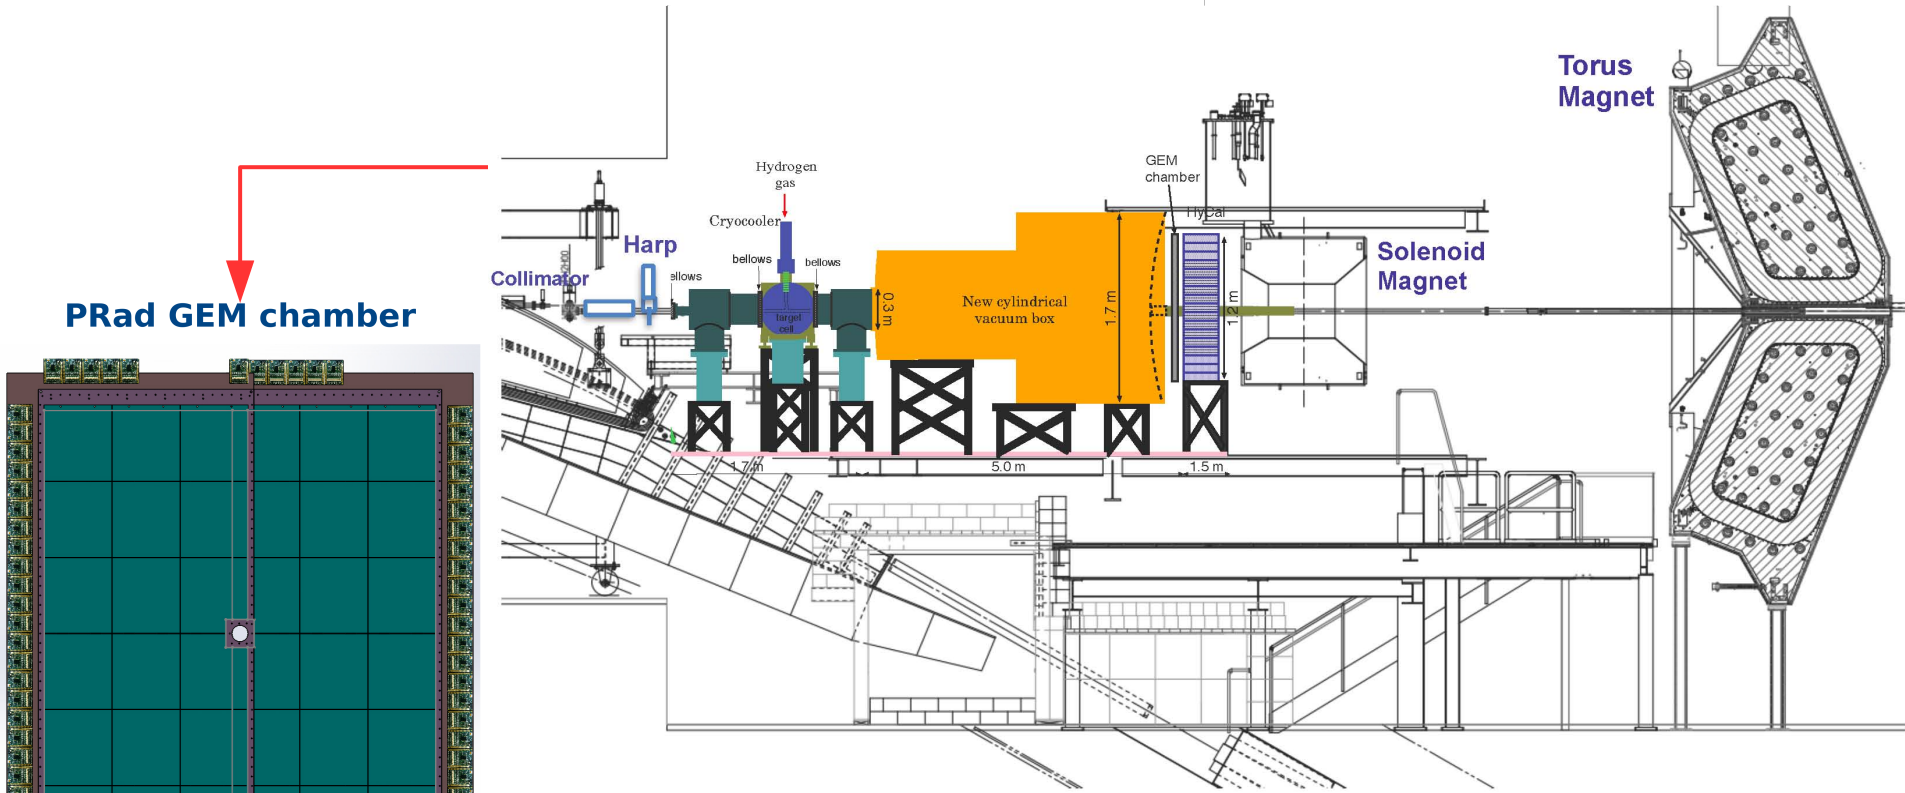 Torus
Magnet
GEM
chamber
Hydrogen
gas
HyCal
Cryocooler
Harp
Solenoid
Magnet
bellows
bellows
ellows
Collimator
PRad GEM chamber
0.3 m
New cylindrical
vacuum box
1.7 m
1.2 m
target
cell
1.7 m
5.0 m
1.5 m